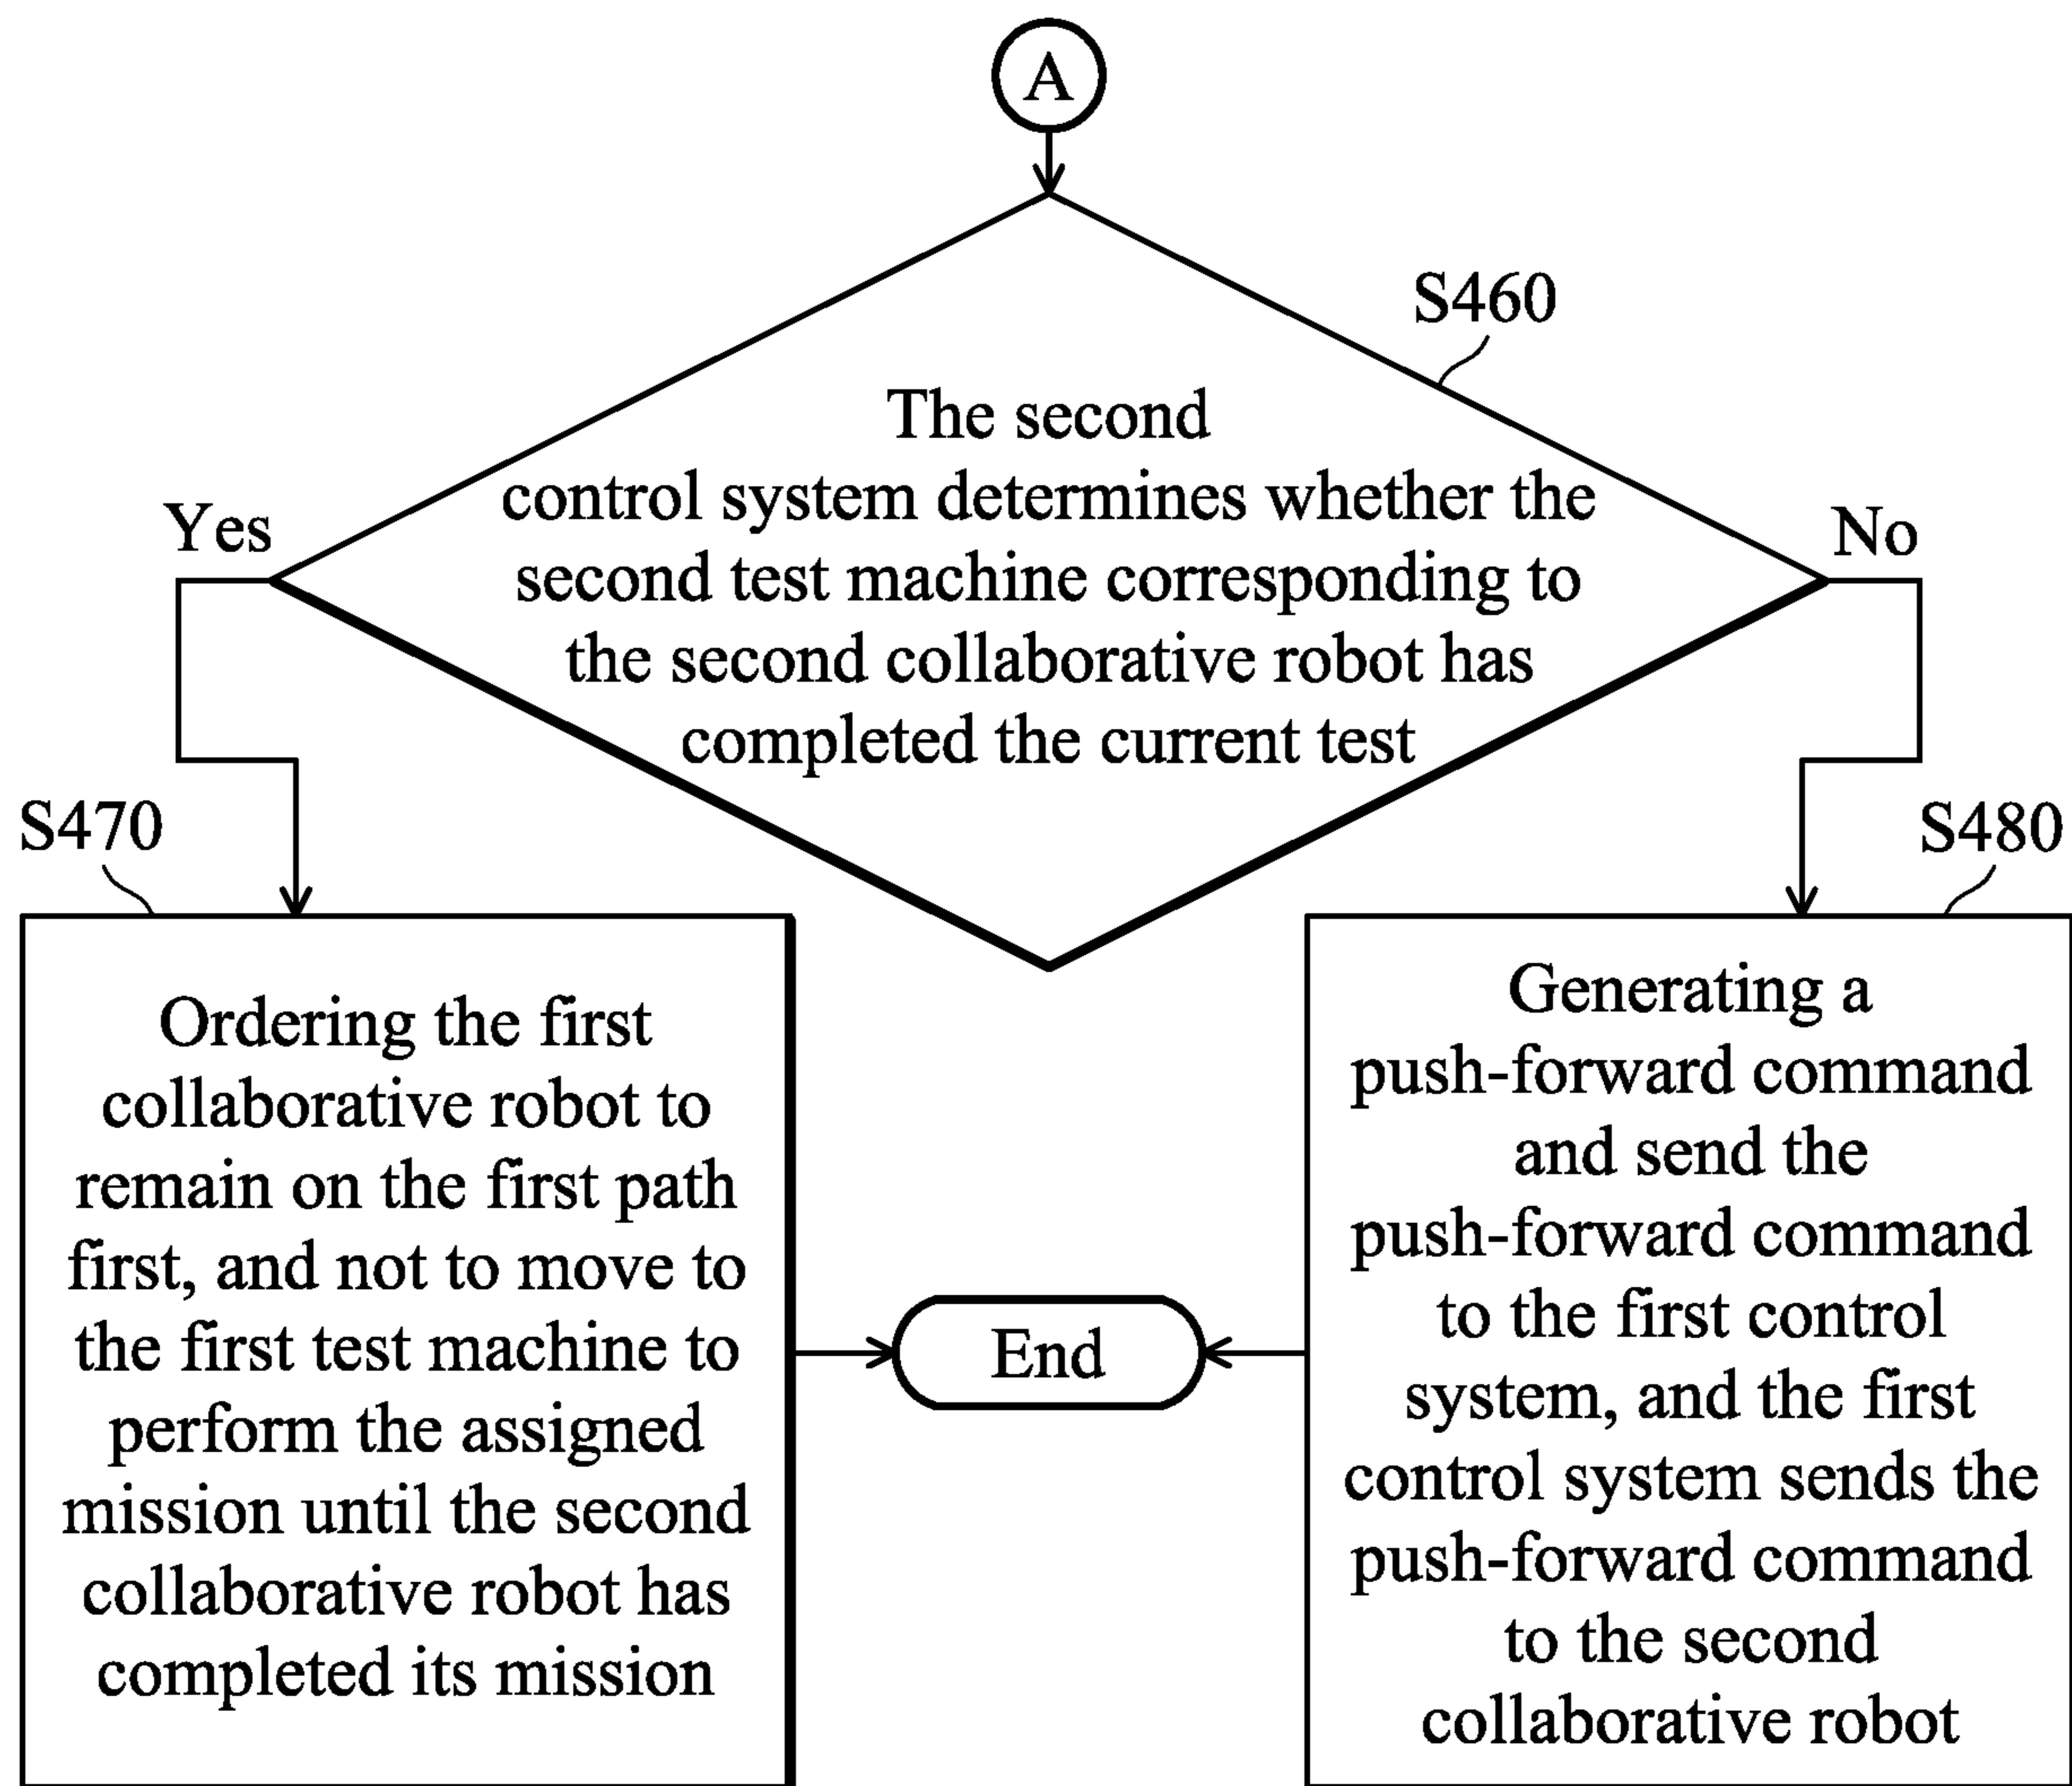 A
S460
The second
control system determines whether the
second test machine corresponding to
the second collaborative robot has
completed the current test
Yes
No
S470
S480
Ordering the first
collaborative robot to
remain on the first path
first, and not to move to
the first test machine to
perform the assigned
mission until the second
collaborative robot has
completed its mission
End
Generating a
push-forward command
and send the
push-forward command
to the first control
system, and the first
control system sends the
push-forward command
to the second
collaborative robot